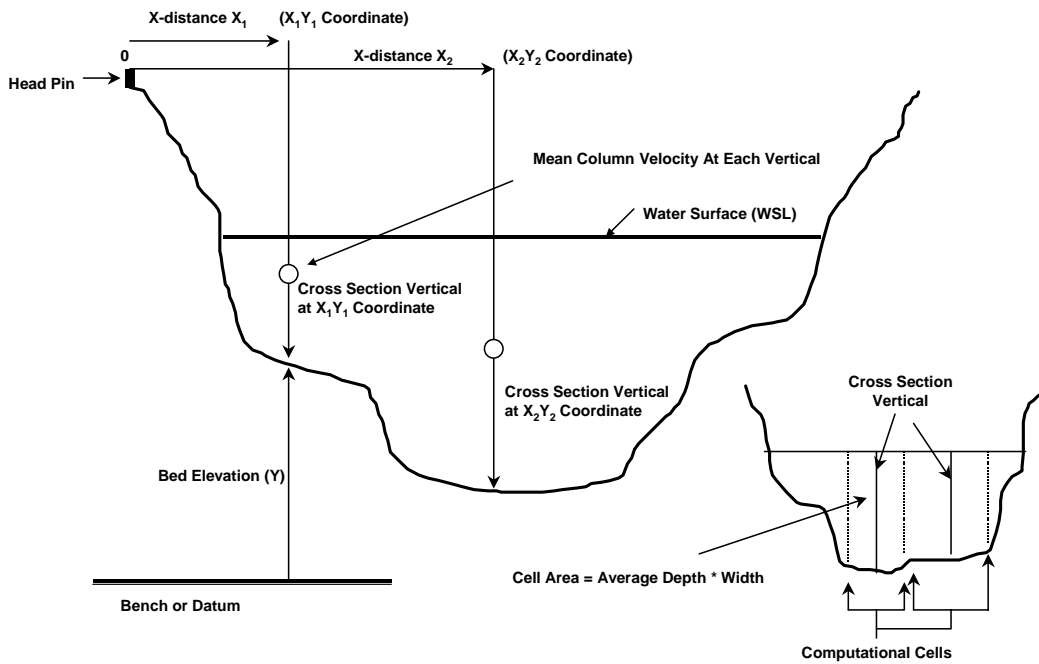 X-distance X₁
(X₁Y₁ Coordinate)
0
X-distance X₂
(X₂Y₂ Coordinate)
Head Pin
Mean Column Velocity At Each Vertical
Water Surface (WSL)
Cross Section Vertical
at X₁Y₁ Coordinate
Cross Section Vertical
at X₂Y₂ Coordinate
Cross Section
Vertical
Bed Elevation (Y)
Cell Area = Average Depth * Width
Bench or Datum
Computational Cells